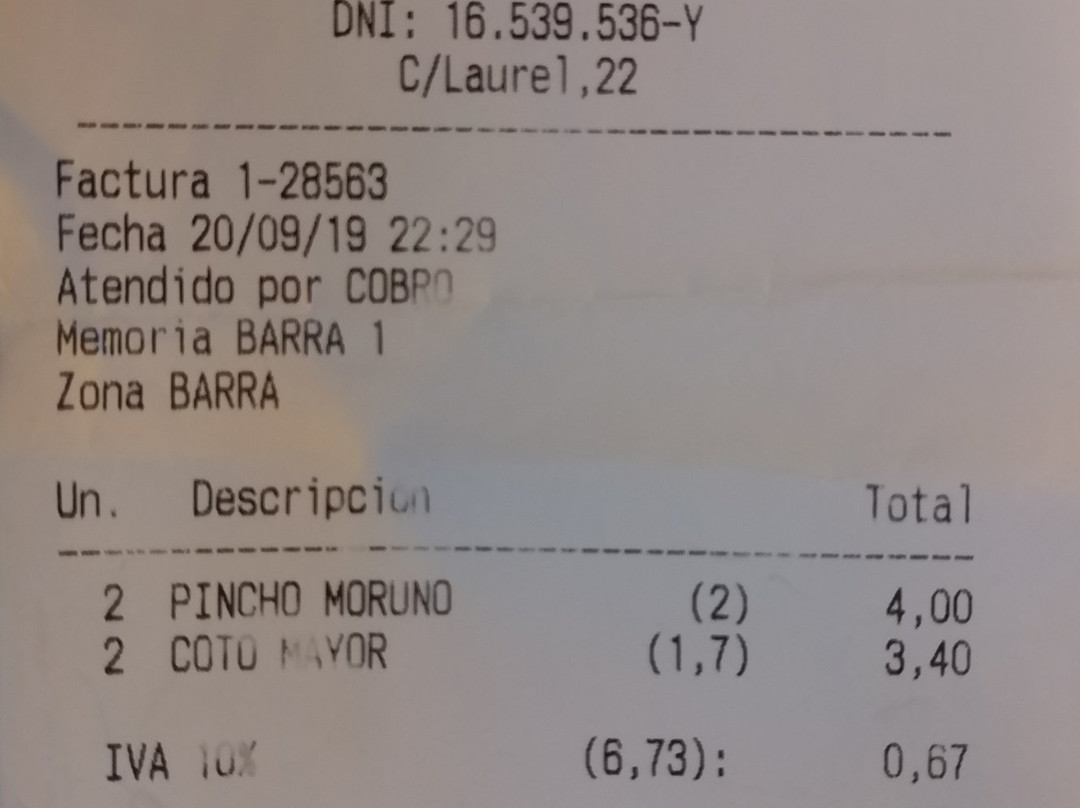 DNI: 16.539.536-Y
C/Laurel,22
Factura 1-28563
Fecha 20/09/19 22:29
Atendido por COBRO
Memoria BARRA 1
Zona BARRA
Un. Descripcion Total
2 PINCHO MORUNO (2) 4,00
2 COTO MAYOR (1,7) 3,40
IVA 10% (6,73): 0,67